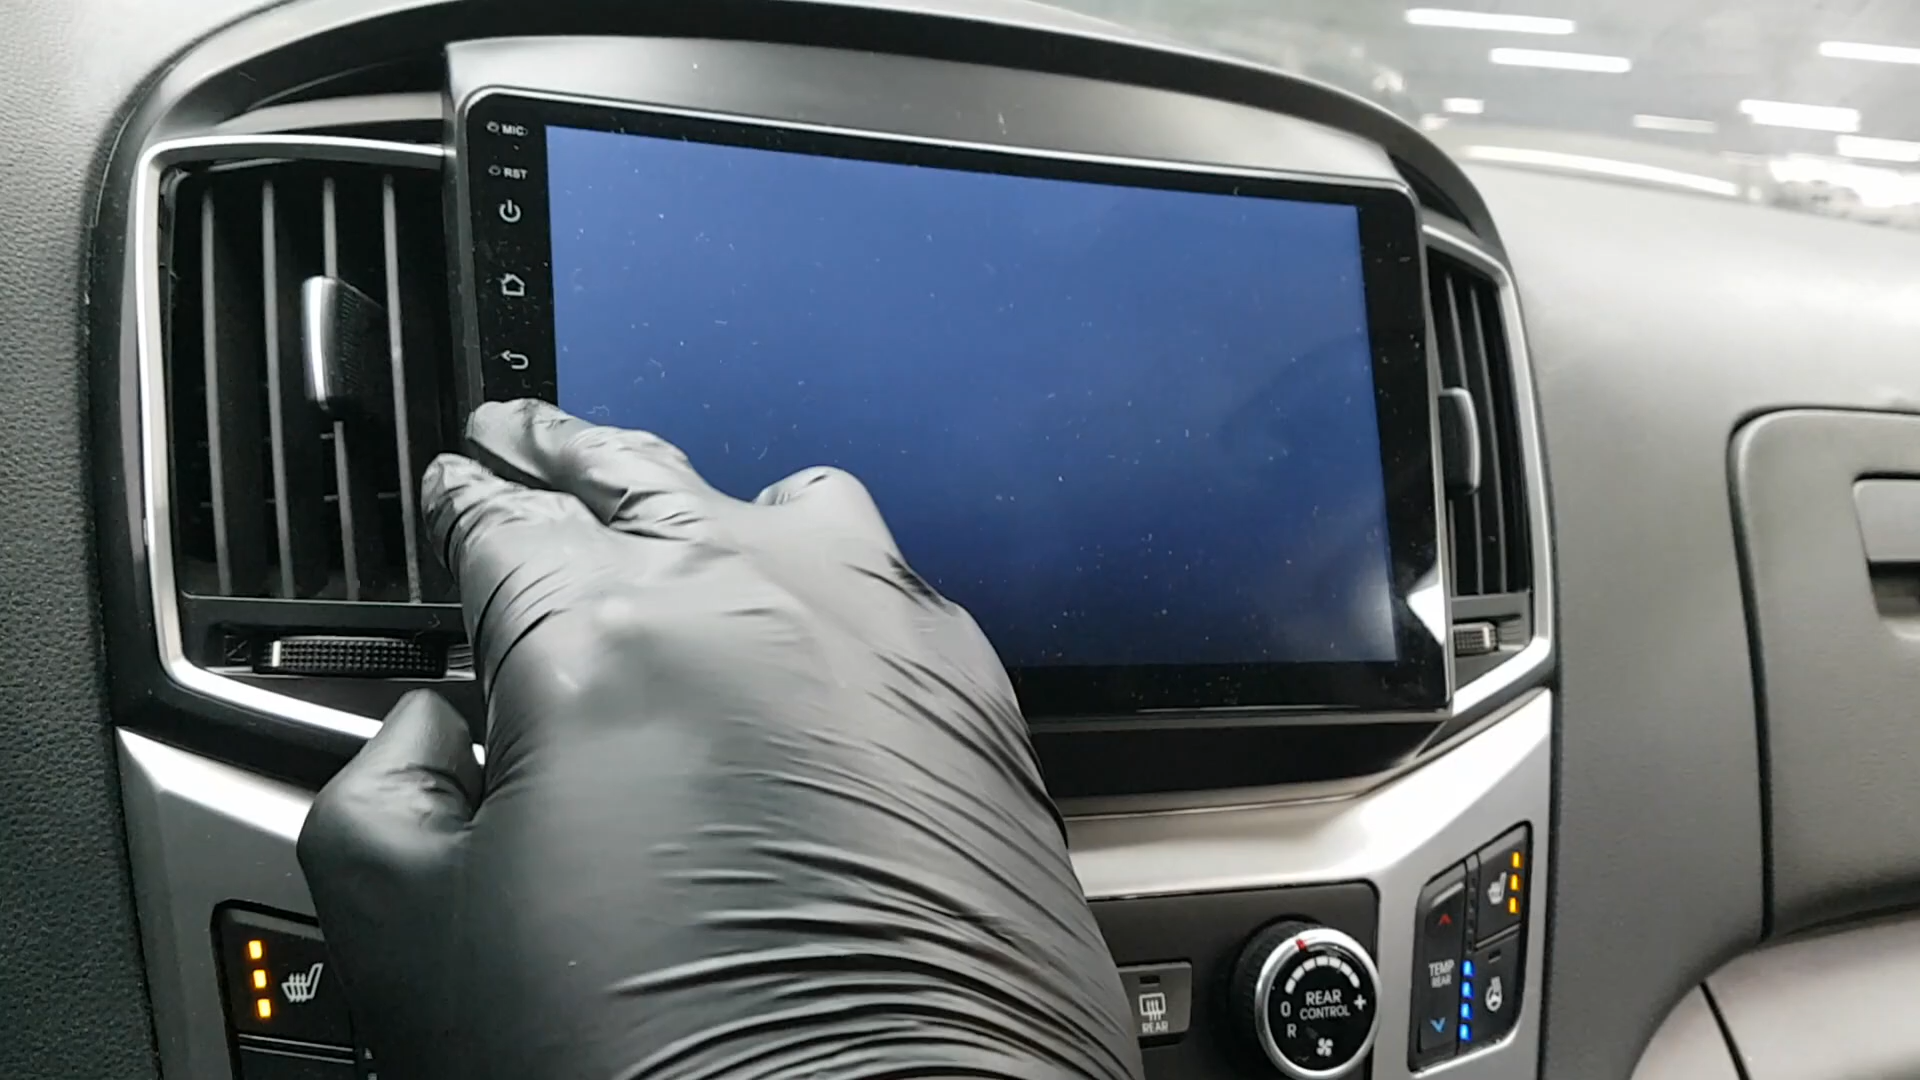 MIC
RST
TEMP
REAR
REAR
CONTROL
0
+
R
REAR